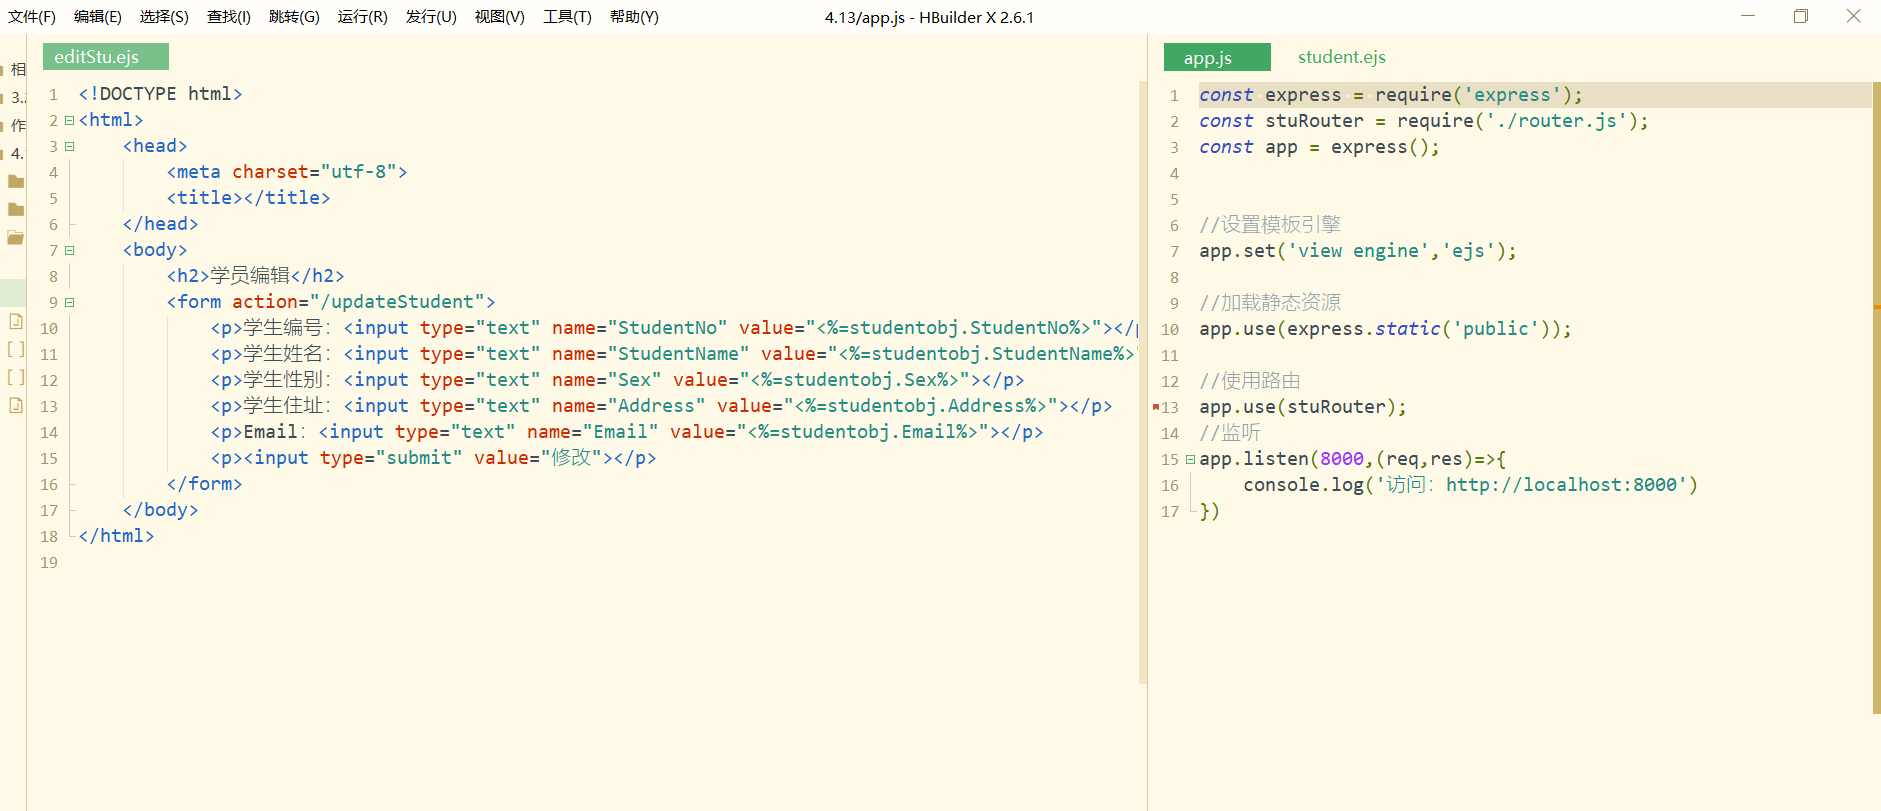 文件(F) 编辑(E) 选择(S) 查找(I) 跳转(G) 运行(R) 发行(U) 视图(V) 工具(T) 帮助(Y) 4.13/app.js - HBuilder X 2.6.1
相
3.
作
4.
editStu.ejs
1 <!DOCTYPE html>
2 <html>
3 <head>
4 <meta charset="utf-8">
5 <title></title>
6 </head>
7 <body>
8 <h2>学员编辑</h2>
9 <form action="/updateStudent">
10 <p>学生编号：<input type="text" name="StudentNo" value="<%=studentobj.StudentNo%>"></p
11 <p>学生姓名：<input type="text" name="StudentName" value="<%=studentobj.StudentName%>"
12 <p>学生性别：<input type="text" name="Sex" value="<%=studentobj.Sex%>"></p>
13 <p>学生住址：<input type="text" name="Address" value="<%=studentobj.Address%>"></p>
14 <p>Email：<input type="text" name="Email" value="<%=studentobj.Email%>"></p>
15 <p><input type="submit" value="修改"></p>
16 </form>
17 </body>
18 </html>
19
app.js student.ejs
1 const express = require('express');
2 const stuRouter = require('./router.js');
3 const app = express();
4
5
6 //设置模板引擎
7 app.set('view engine','ejs');
8
9 //加载静态资源
10 app.use(express.static('public'));
11
12 //使用路由
13 app.use(stuRouter);
14 //监听
15 app.listen(8000,(req,res)=>{
16 console.log('访问：http://localhost:8000')
17 })